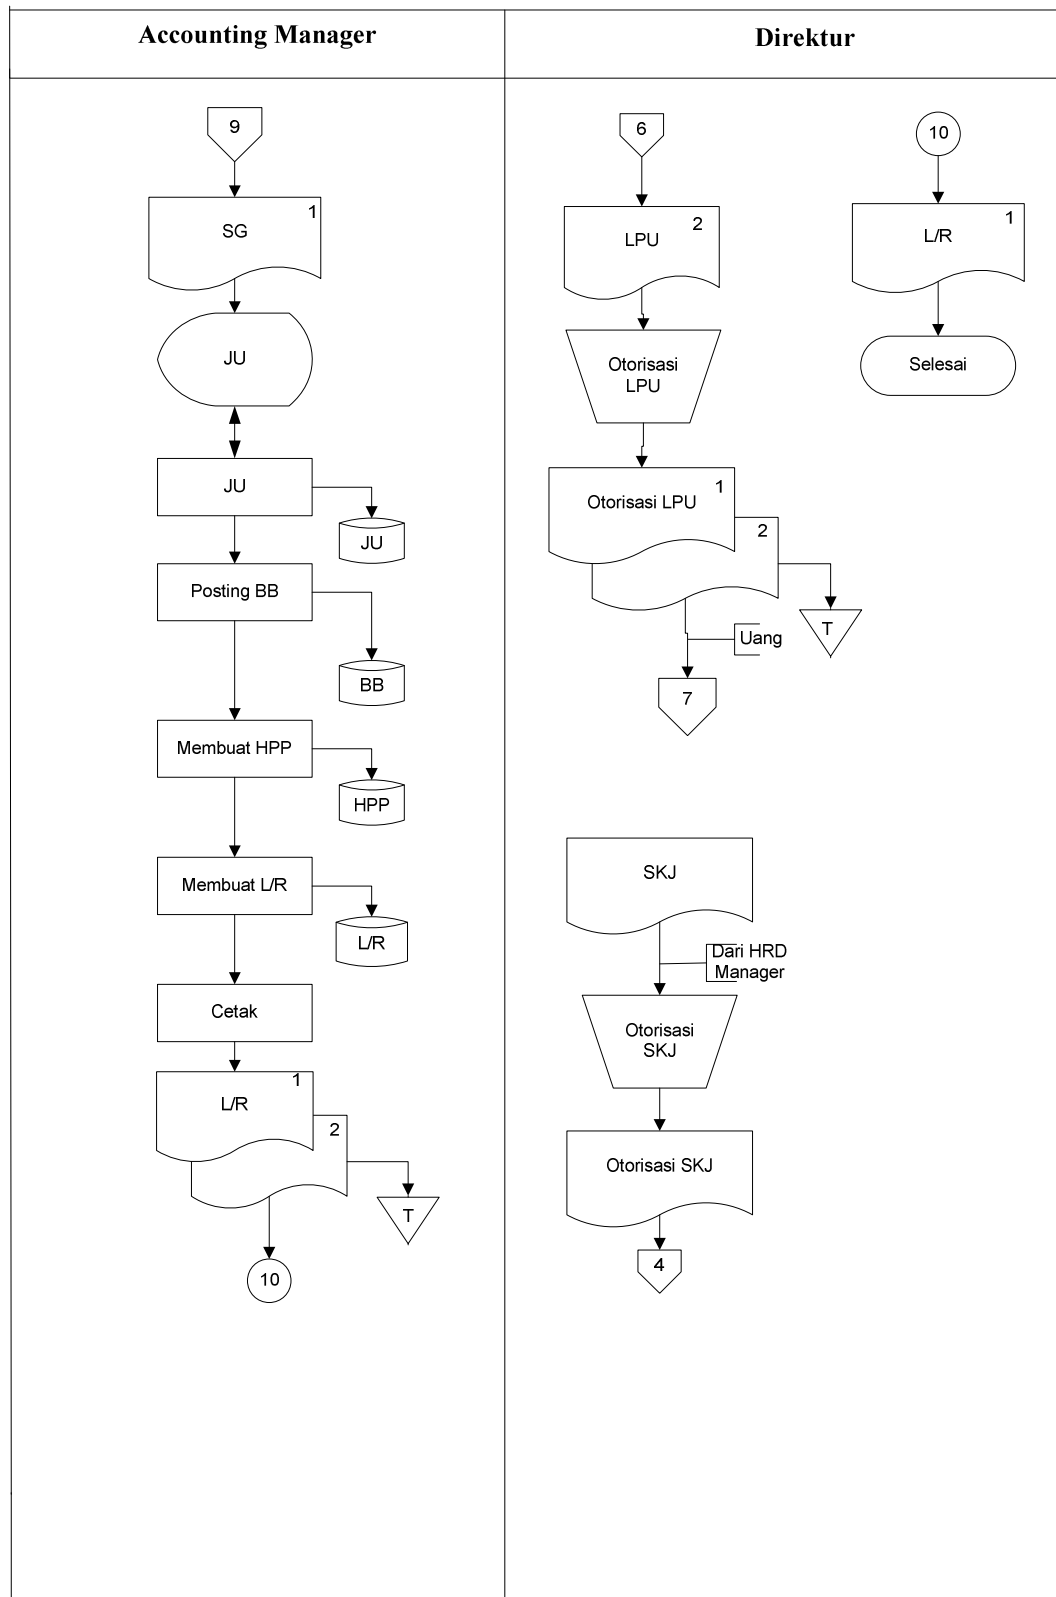 Accounting Manager
Direktur
9
1
SG
JU
JU
JU
Posting BB
BB
Membuat HPP
HPP
Membuat L/R
L/R
Cetak
1
L/R
2
T
10
6
2
LPU
Otorisasi
LPU
1
Otorisasi LPU
2
T
Uang
7
SKJ
Dari HRD
Manager
Otorisasi
SKJ
Otorisasi SKJ
4
10
1
L/R
Selesai